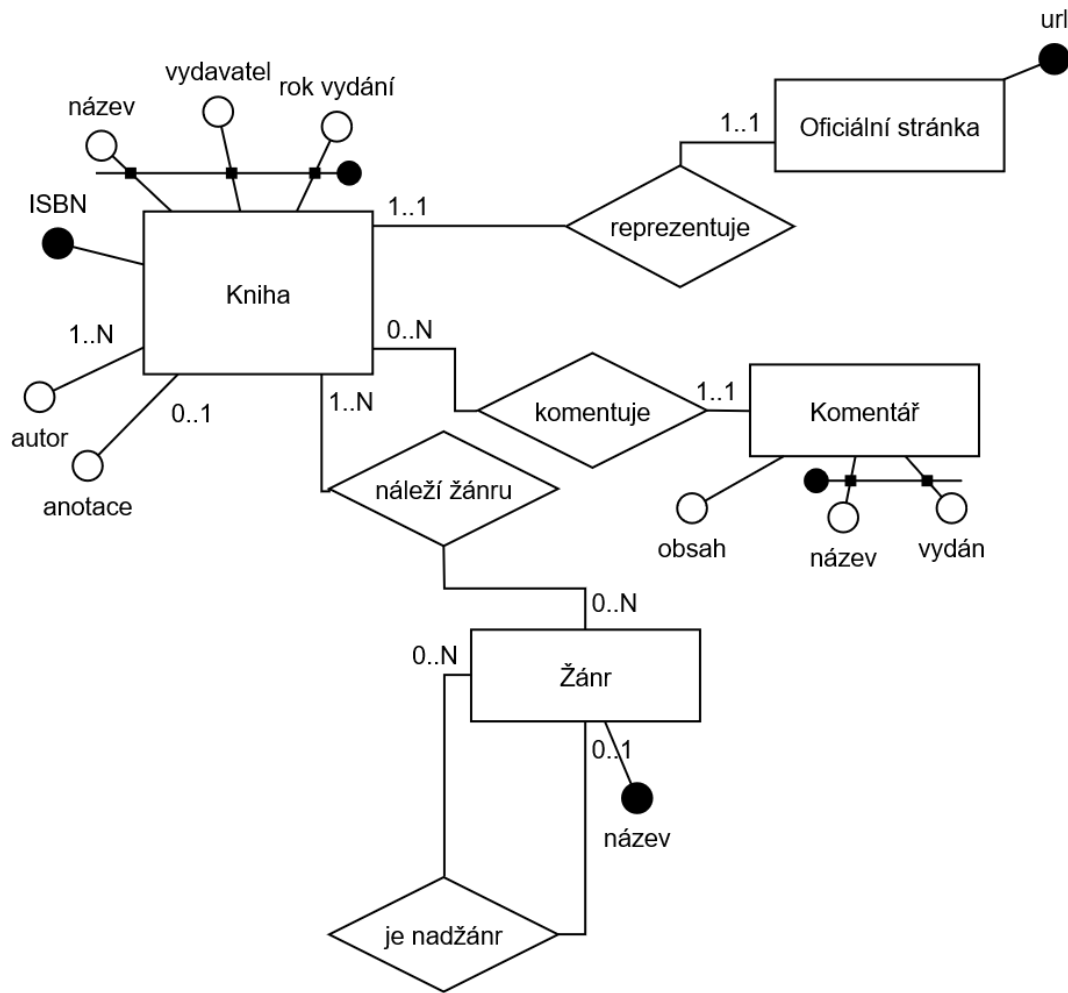 url
vydavatel
rok vydání
název
1..1
Oficiální stránka
ISBN
1..1
reprezentuje
Kniha
1..N
0..N
0..1
1..N
komentuje
1..1
Komentář
autor
anotace
náleží žánru
obsah
název
vydán
0..N
0..N
Žánr
0..1
název
je nadžánr